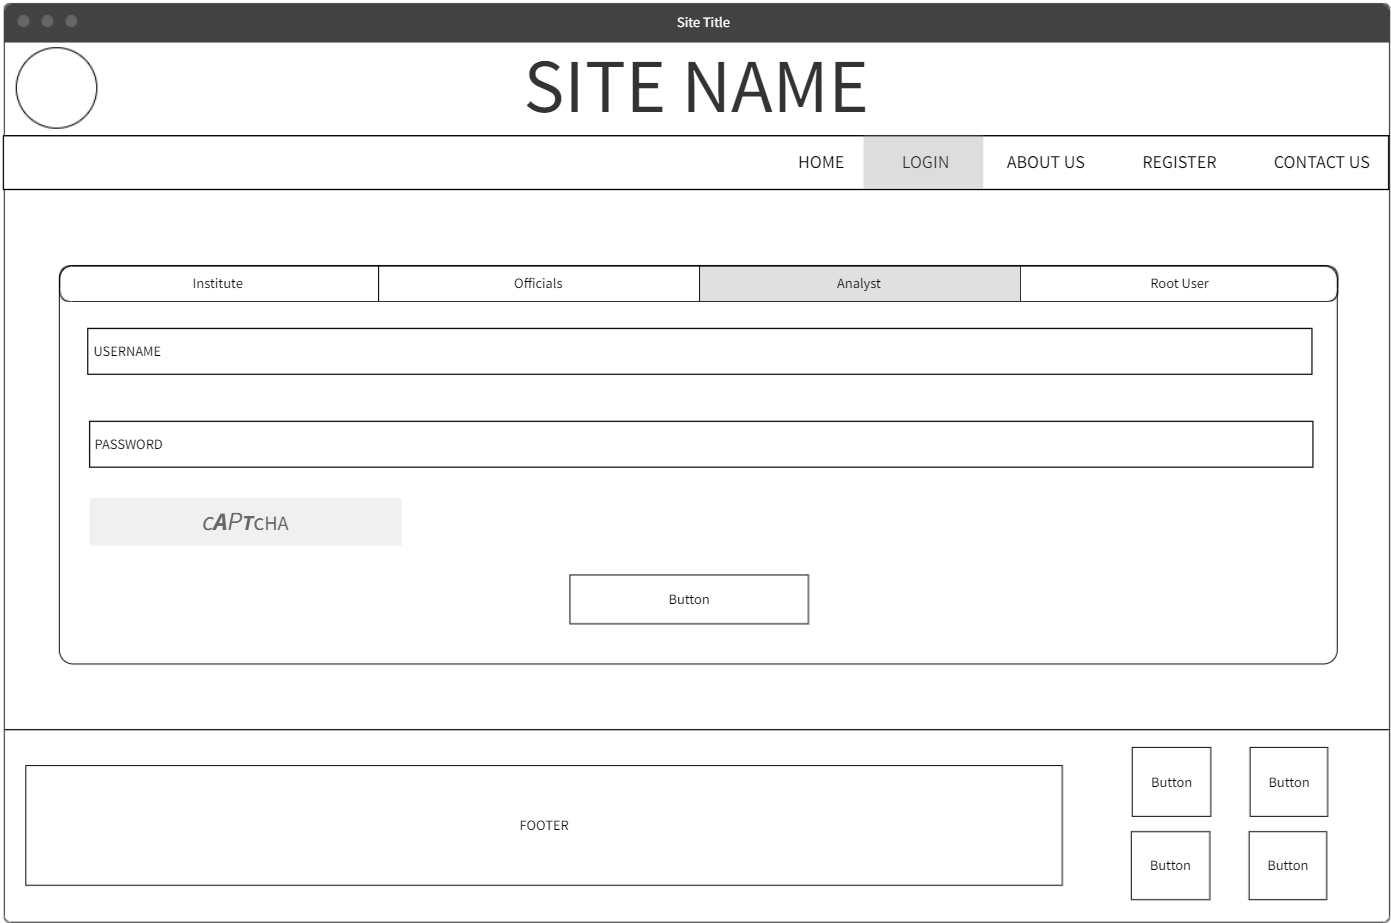 Site Title
SITE NAME
HOME LOGIN ABOUT US REGISTER CONTACT US
Institute Officials Analyst Root User
USERNAME
PASSWORD
cAPTCHA
Button
Button Button
FOOTER
Button Button